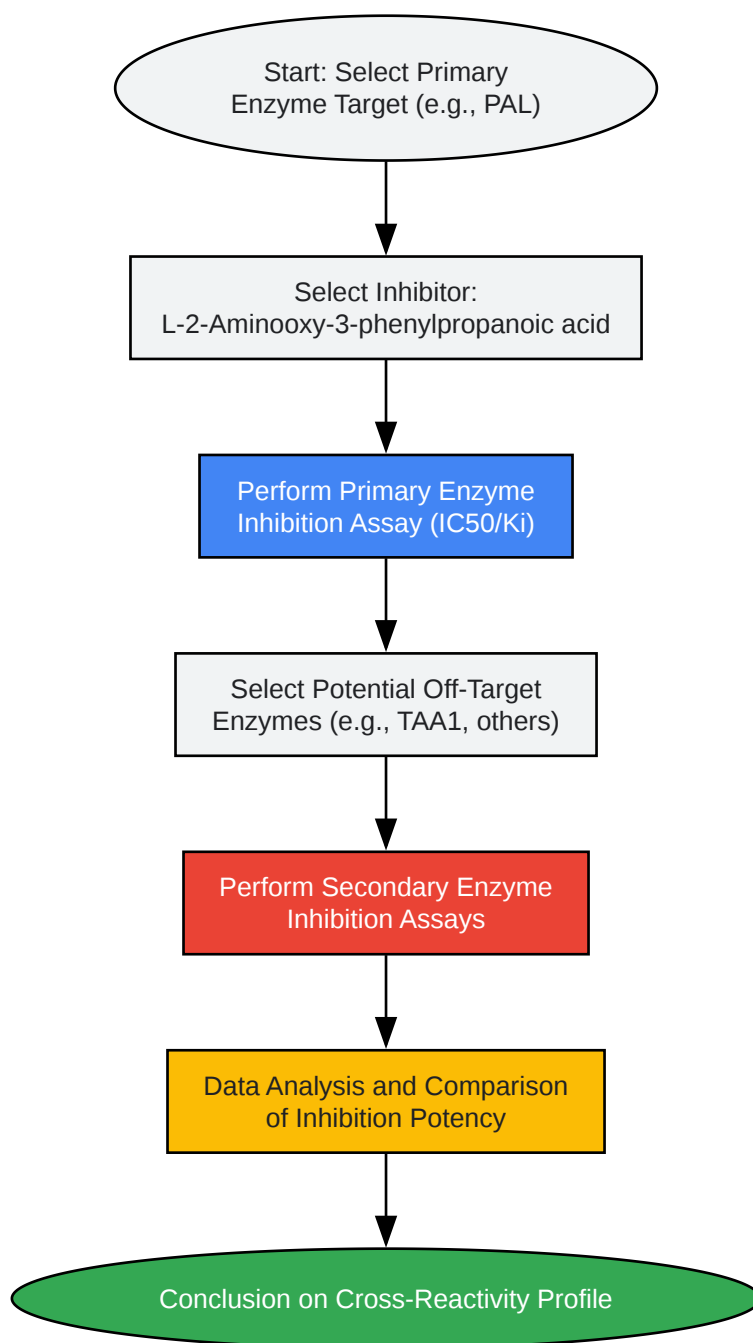 Start: Select Primary
Enzyme Target (e.g., PAL)
Select Inhibitor:
L-2-Aminooxy-3-phenylpropanoic acid
Perform Primary Enzyme
Inhibition Assay (IC50/Ki)
Select Potential Off-Target
Enzymes (e.g., TAA1, others)
Perform Secondary Enzyme
Inhibition Assays
Data Analysis and Comparison
of Inhibition Potency
Conclusion on Cross-Reactivity Profile